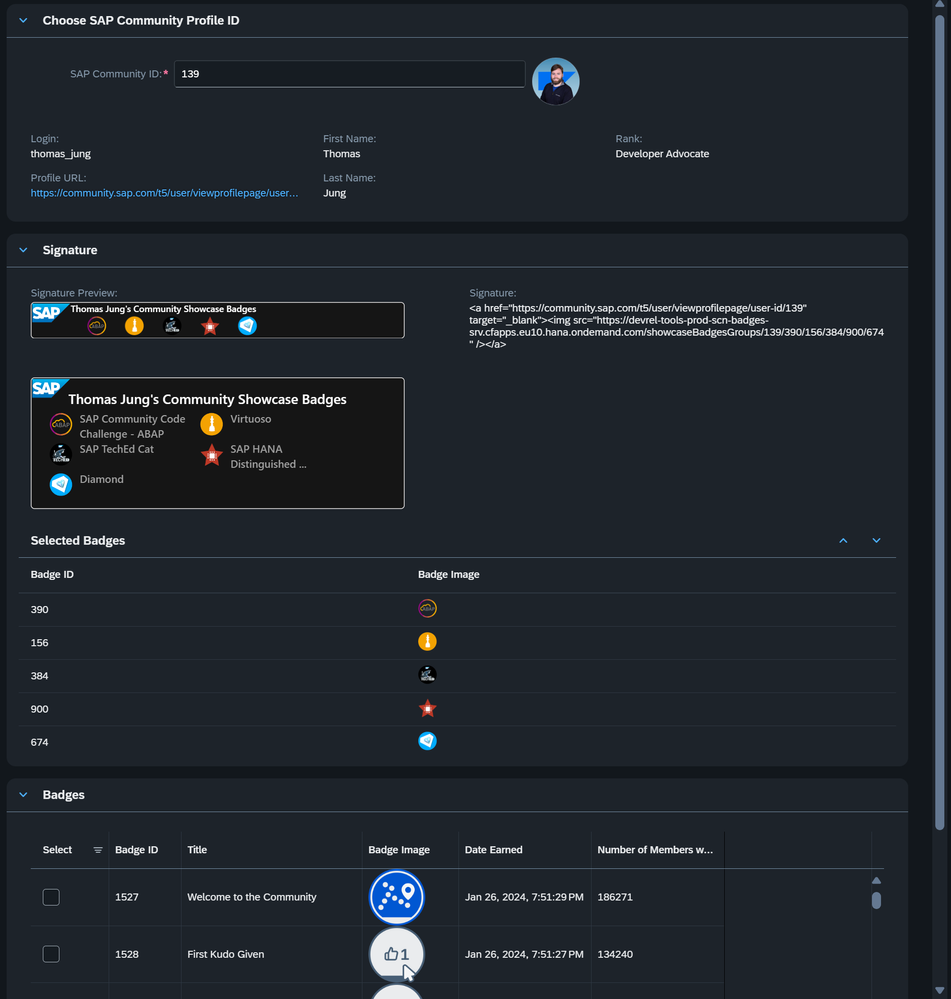 Choose SAP Community Profile ID
SAP Community ID:*
139
Login:
thomas_jung
First Name:
Thomas
Rank:
Developer Advocate
Profile URL:
https://community.sap.com/t5/user/viewprofilepage/user...
Last Name:
Jung
Signature
Signature Preview:
SAP
Thomas Jung's Community Showcase Badges
SAP
Thomas Jung's Community Showcase Badges
ABAP
SAP Community Code
Challenge - ABAP
Virtuoso
SAP TechEd Cat
SAP HANA
Distinguished ...
Diamond
Signature:
<a href="https://community.sap.com/t5/user/viewprofilepage/user-id/139"
target="_blank"><img src="https://devrel-tools-prod-scn-badges-
srv.cfapps.eu10.hana.ondemand.com/showcaseBadgesGroups/139/390/156/384/900/674
" /></a>
Selected Badges
Badge ID
Badge Image
390
156
384
900
674
Badges
Select
Badge ID
Title
Badge Image
Date Earned
Number of Members w...
1527
Welcome to the Community
Jan 26, 2024, 7:51:29 PM
186271
1528
First Kudo Given
1
Jan 26, 2024, 7:51:27 PM
134240